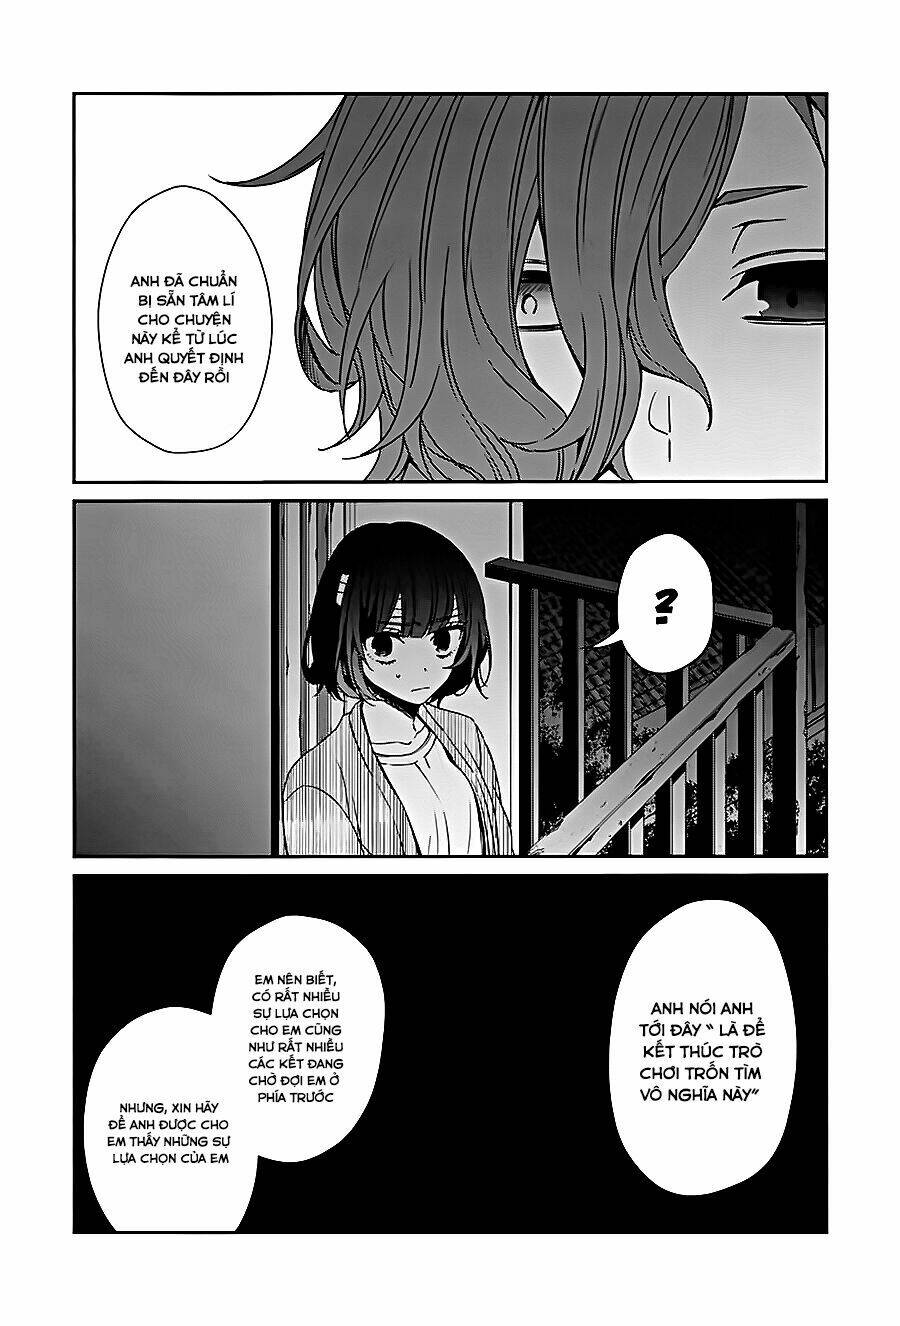 ANH ĐÃ CHUẨN
BỊ SẴN TÂM LÍ
CHO CHUYỆN
NÀY KỂ TỪ LÚC
ANH QUYẾT ĐỊNH
ĐẾN ĐÂY RỒI
?
ANH NÓI ANH
TỚI ĐÂY " LÀ ĐỂ
KẾT THÚC TRÒ
CHƠI TRỐN TÌM
VÔ NGHĨA NÀY"
EM NÊN BIẾT,
CÓ RẤT NHIỀU
SỰ LỰA CHỌN
CHO EM CŨNG
NHƯ RẤT NHIỀU
CÁC KẾT ĐANG
CHỜ ĐỢI EM Ở
PHÍA TRƯỚC
NHƯNG, XIN HÃY
ĐỂ ANH ĐƯỢC CHO
EM THẤY NHỮNG SỰ
LỰA CHỌN CỦA EM